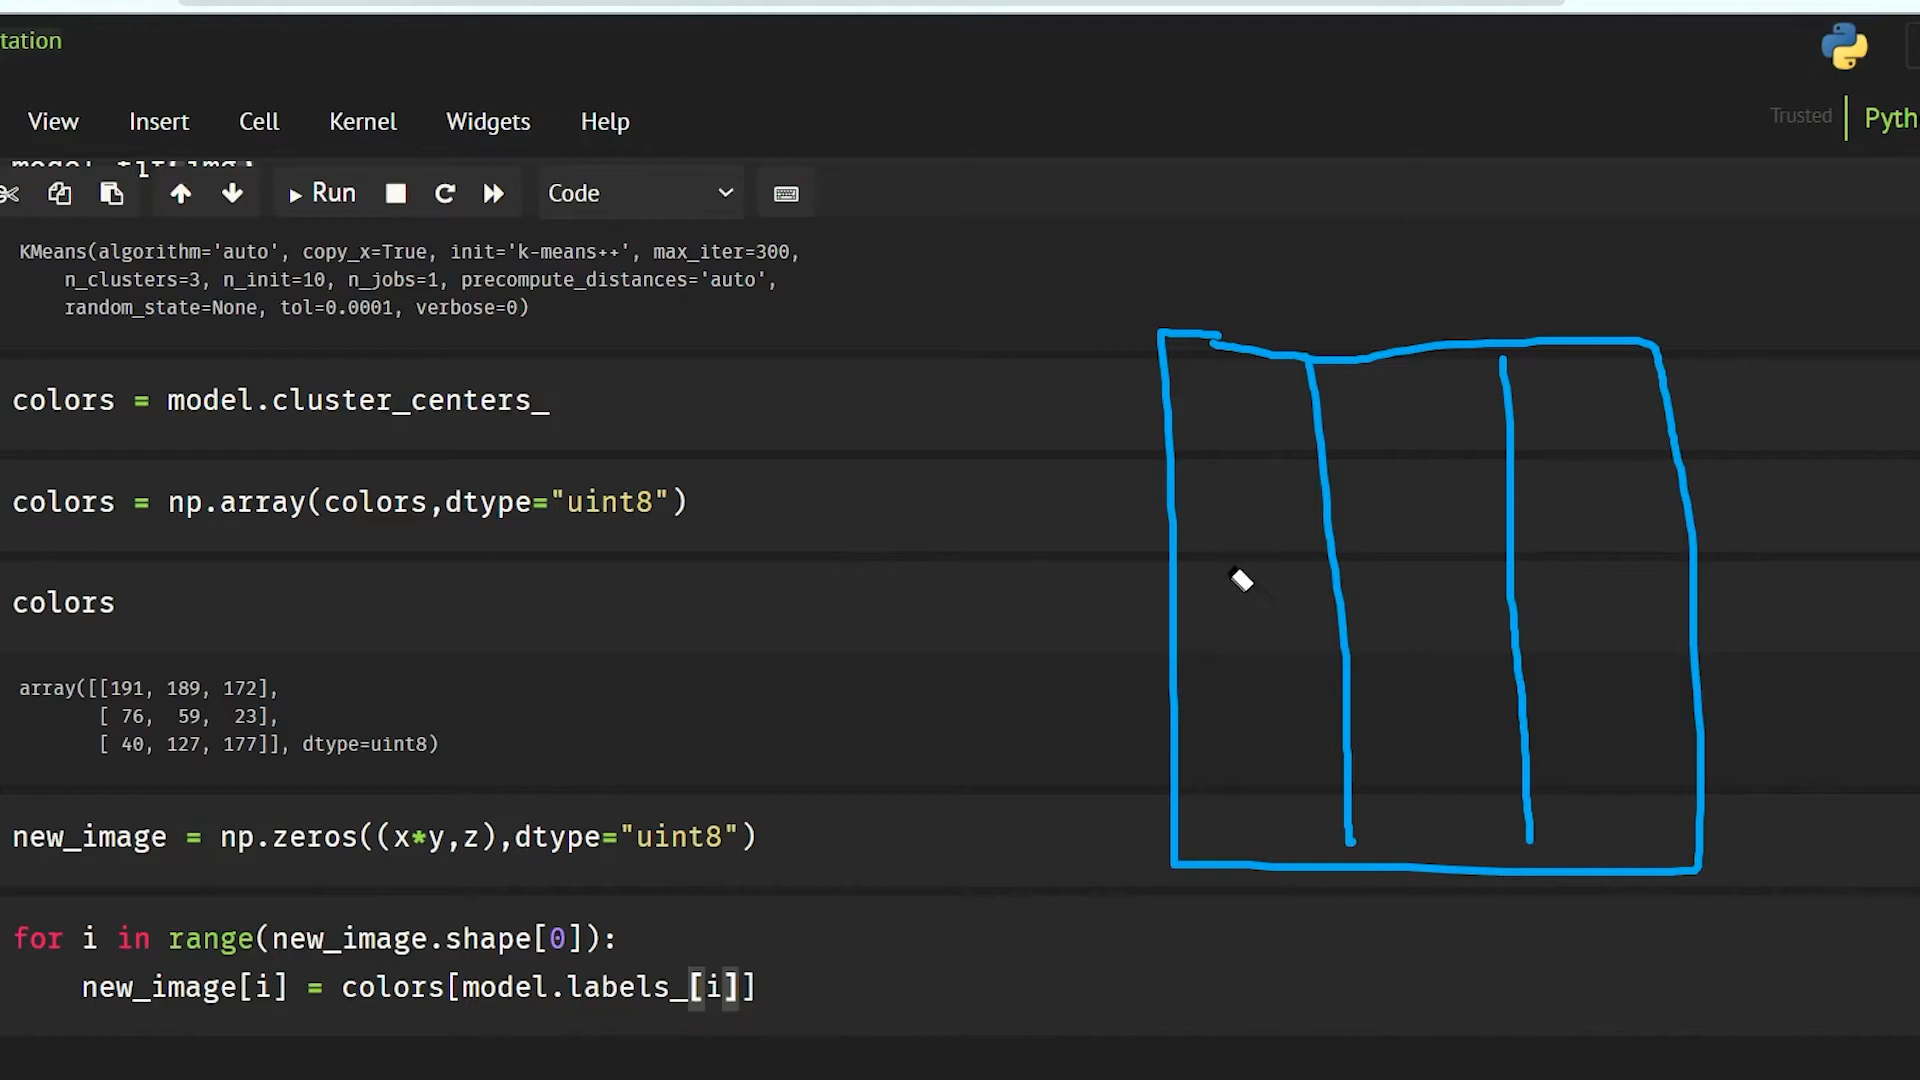 tation
View Insert Cell Kernel Widgets Help
Trusted Pyth
model.fit(img)
Run Code
KMeans(algorithm='auto', copy_x=True, init='k-means++', max_iter=300,
n_clusters=3, n_init=10, n_jobs=1, precompute_distances='auto',
random_state=None, tol=0.0001, verbose=0)
colors = model.cluster_centers_
colors = np.array(colors,dtype="uint8")
colors
array([[191, 189, 172],
[ 76, 59, 23],
[ 40, 127, 177]], dtype=uint8)
new_image = np.zeros((x*y,z),dtype="uint8")
for i in range(new_image.shape[0]):
new_image[i] = colors[model.labels_[i]]